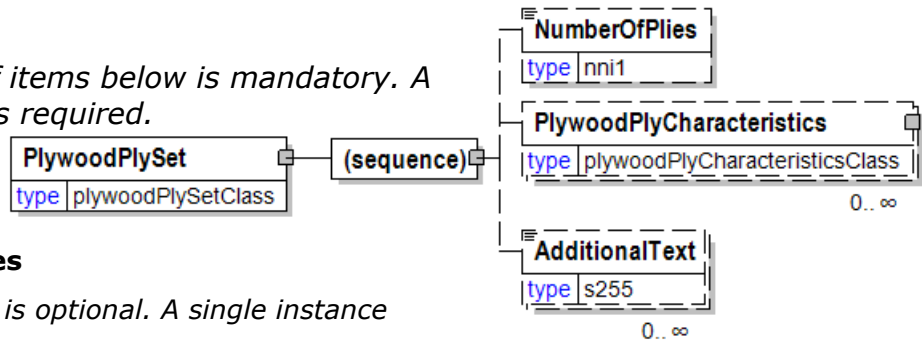 NumberOfPlies
type nni1
f items below is mandatory. A
s required.
PlywoodPlyCharacteristics
type plywoodPlyCharacteristicsClass
0.. ∞
PlywoodPlySet
type plywoodPlySetClass
(sequence)
AdditionalText
type s255
0.. ∞
es
is optional. A single instance